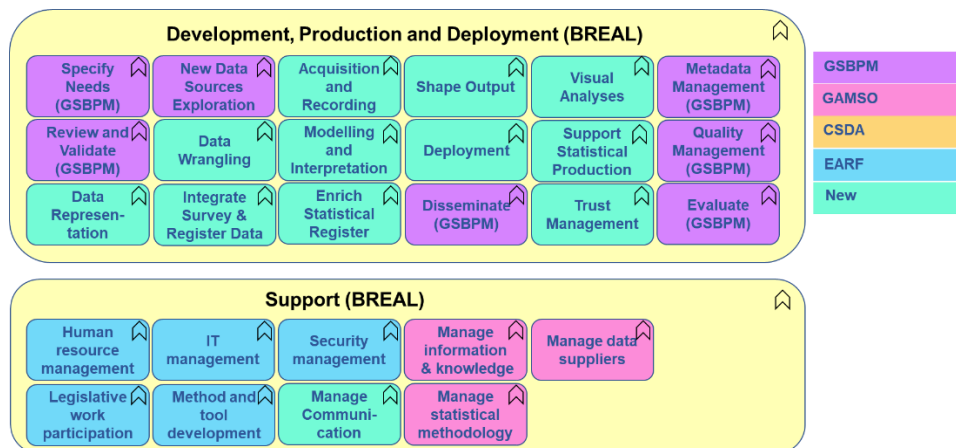 Development, Production and Deployment (BREAL)
Specify
Needs
(GSBPM)
New Data
Sources
Exploration
Acquisition
and
Recording
Shape Output
Visual
Analyses
Metadata
Management
(GSBPM)
Review and
Validate
(GSBPM)
Data
Wrangling
Modelling
and
Interpretation
Deployment
Support
Statistical
Production
Quality
Management
(GSBPM)
Data
Represen-
tation
Integrate
Survey &
Register Data
Enrich
Statistical
Register
Disseminate
(GSBPM)
Trust
Management
Evaluate
(GSBPM)
GSBPM
GAMSO
CSDA
EARF
New
Support (BREAL)
Human
resource
management
IT
management
Security
management
Manage
information
& knowledge
Manage data
suppliers
Legislative
work
participation
Method and
tool
development
Manage
Communi-
cation
Manage
statistical
methodology